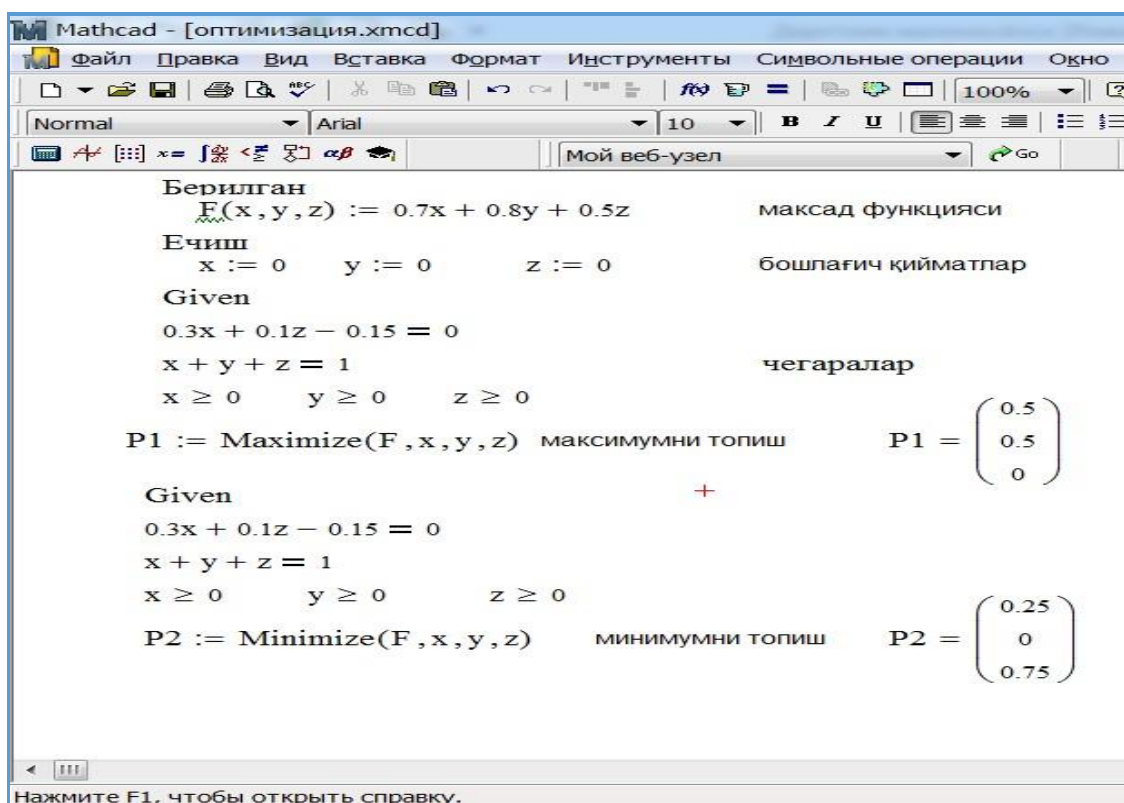 Mathcad - [оптимизация.xmcd]
Файл Правка Вид Вставка Формат Инструменты Символьные операции Окно
100%
Normal Arial 10 B I U
Мой веб-узел Go
Берилган
F(x,y,z) := 0.7x + 0.8y + 0.5z максад функцияси
Ечиш
x := 0 y := 0 z := 0 бошлағич қийматлар
Given
0.3x + 0.1z − 0.15 = 0
x + y + z = 1 чегаралар
x ≥ 0 y ≥ 0 z ≥ 0
P1 := Maximize(F,x,y,z) максимумни топиш P1 = (0.5 0.5 0)
Given
0.3x + 0.1z − 0.15 = 0
x + y + z = 1
x ≥ 0 y ≥ 0 z ≥ 0
P2 := Minimize(F,x,y,z) минимумни топиш P2 = (0.25 0 0.75)
Нажмите F1, чтобы открыть справку.